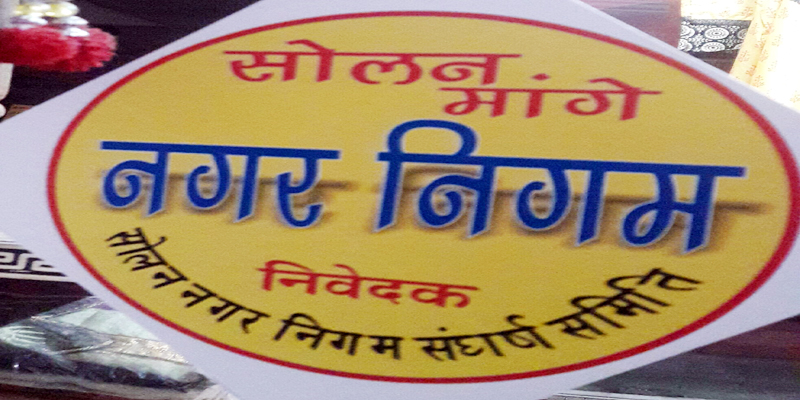 सोलन
मांगे
नगर निगम
निवेदक
सोलन नगर निगम संघर्ष समिति